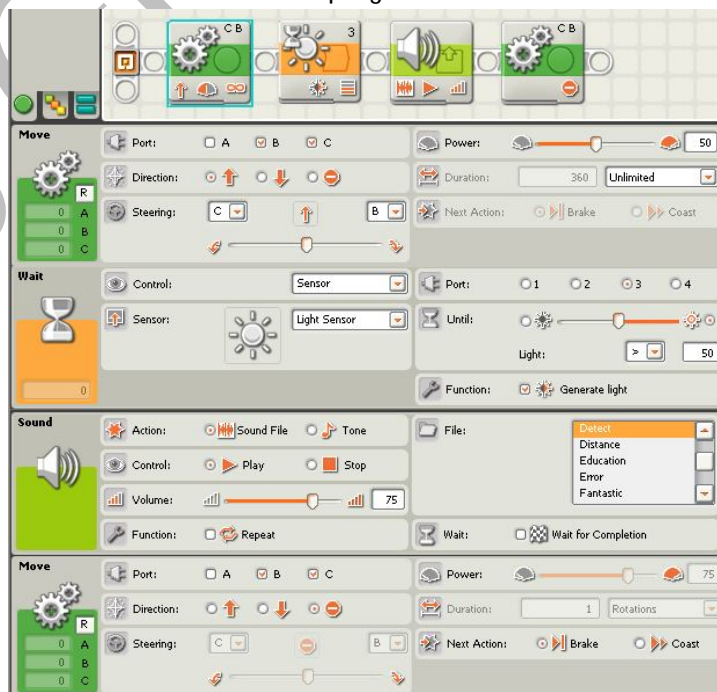 C B
3
C B
Move
R
0 A
0 B
0 C
Port: A B C
Direction:
Steering: C B
Power: 50
Duration: 360 Unlimited
Next Action: Brake Coast
Wait
0
Control: Sensor
Sensor: Light Sensor
Port: 1 2 3 4
Until:
Light: > 50
Function: Generate light
Sound
Action: Sound File Tone
Control: Play Stop
Volume: 75
Function: Repeat
File: Detect
Distance
Education
Error
Fantastic
Wait: Wait for Completion
Move
R
0 A
0 B
0 C
Port: A B C
Direction:
Steering: C B
Power: 75
Duration: 1 Rotations
Next Action: Brake Coast